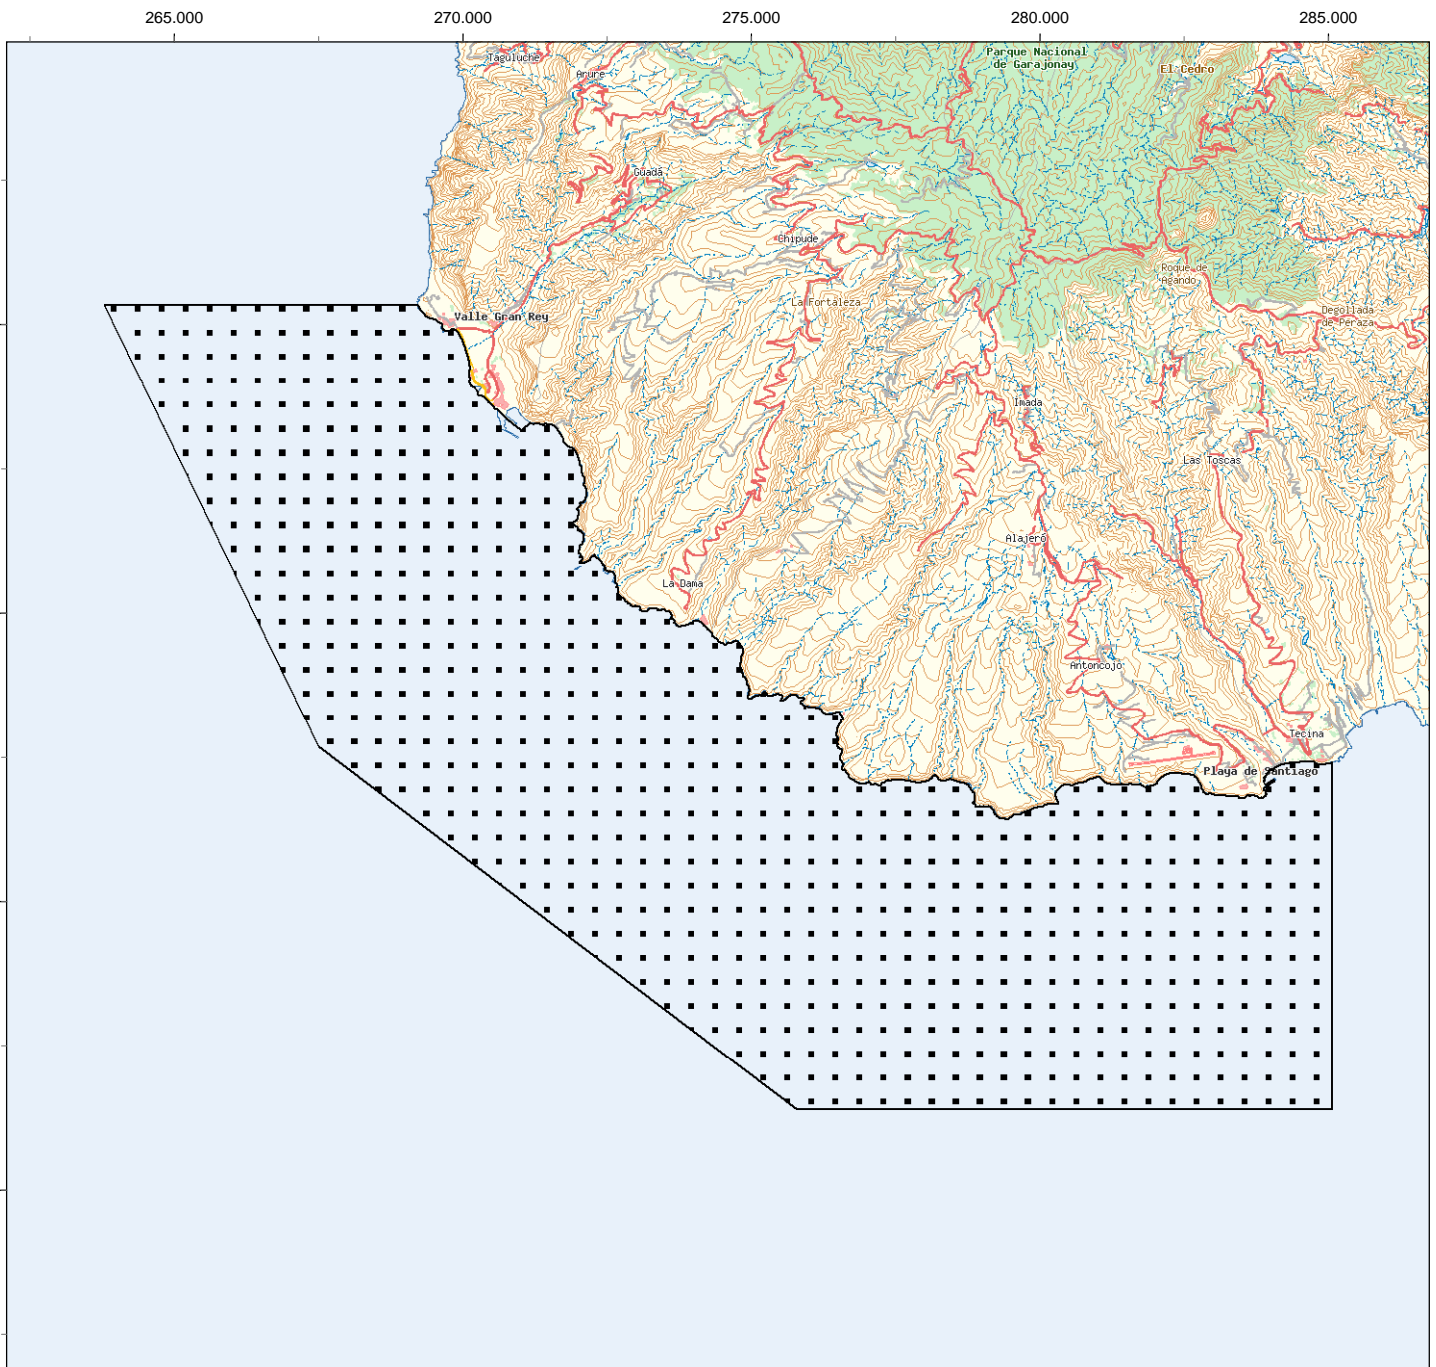 265.000 270.000 275.000 280.000 285.000
Taguluche
Arure
Parque Nacional
de Garajonay
El Cedro
Guadá
Chipude
Roque de
Agando
La Fortaleza
Valle Gran Rey
Degollada
de Peraza
Imada
Las Toscas
Alajeró
La Dama
Antoncojo
Tecina
Playa de Santiago